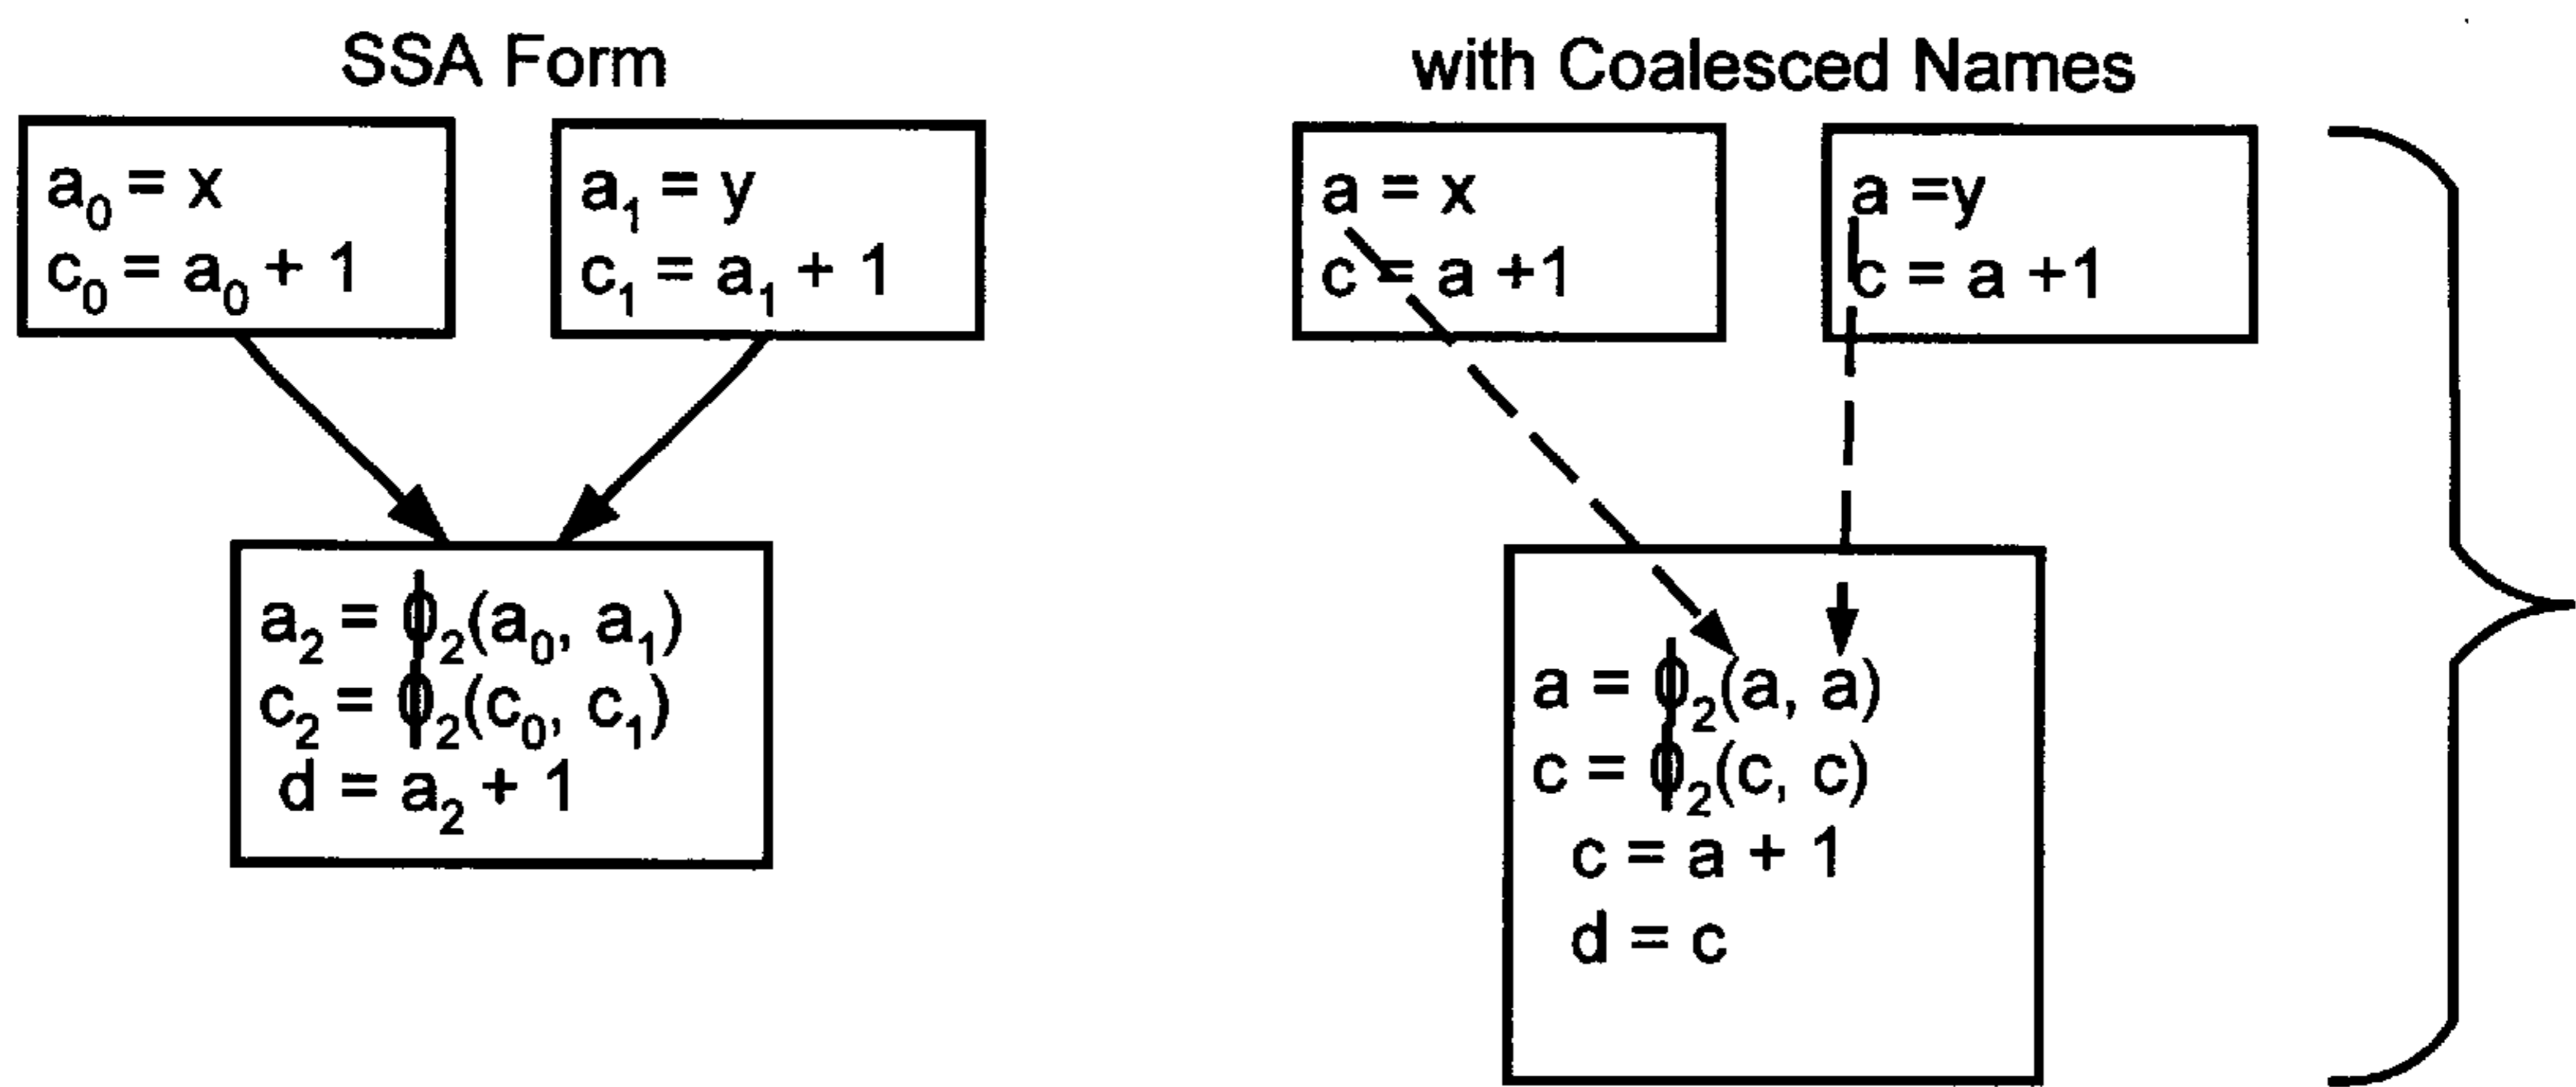 SSA Form
a₀ = x
c₀ = a₀ + 1
a₁ = y
c₁ = a₁ + 1
a₂ = ϕ₂(a₀, a₁)
c₂ = ϕ₂(c₀, c₁)
d = a₂ + 1
with Coalesced Names
a = x
c = a +1
a =y
c = a +1
a = ϕ₂(a, a)
c = ϕ₂(c, c)
c = a + 1
d = c